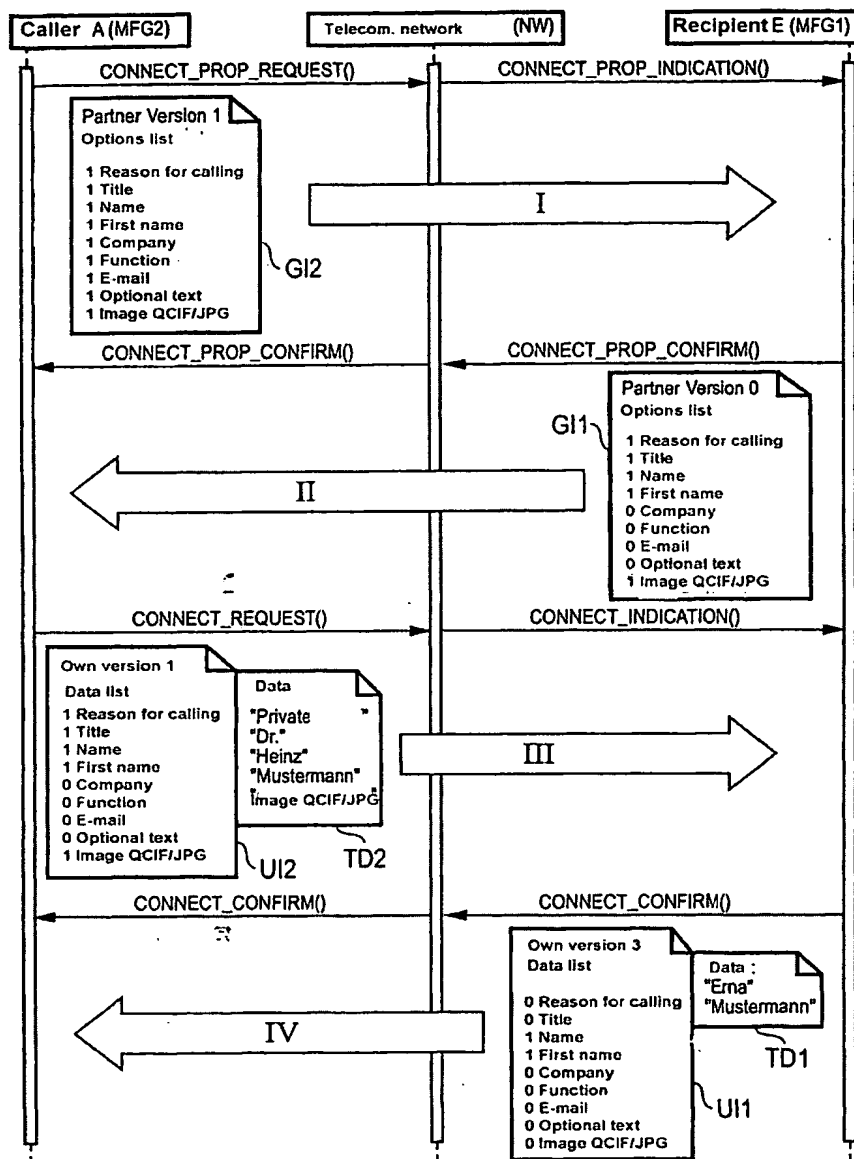 Caller A (MFG2)
Telecom. network (NW)
Recipient E (MFG1)
CONNECT_PROP_REQUEST()
CONNECT_PROP_INDICATION()
Partner Version 1
Options list
1 Reason for calling
1 Title
1 Name
1 First name
1 Company
1 Function
1 E-mail
1 Optional text
1 Image QCIF/JPG
GI2
I
CONNECT_PROP_CONFIRM()
CONNECT_PROP_CONFIRM()
Partner Version 0
Options list
1 Reason for calling
1 Title
1 Name
1 First name
0 Company
0 Function
0 E-mail
0 Optional text
1 Image QCIF/JPG
GI1
II
CONNECT_REQUEST()
CONNECT_INDICATION()
Own version 1
Data list
1 Reason for calling
1 Title
1 Name
1 First name
0 Company
0 Function
0 E-mail
0 Optional text
1 Image QCIF/JPG
UI2
Data
"Private "
"Dr."
"Heinz"
"Mustermann"
"Image QCIF/JPG"
TD2
III
CONNECT_CONFIRM()
CONNECT_CONFIRM()
Own version 3
Data list
0 Reason for calling
0 Title
1 Name
1 First name
0 Company
0 Function
0 E-mail
0 Optional text
0 Image QCIF/JPG
UI1
Data :
"Erna"
"Mustermann"
TD1
IV